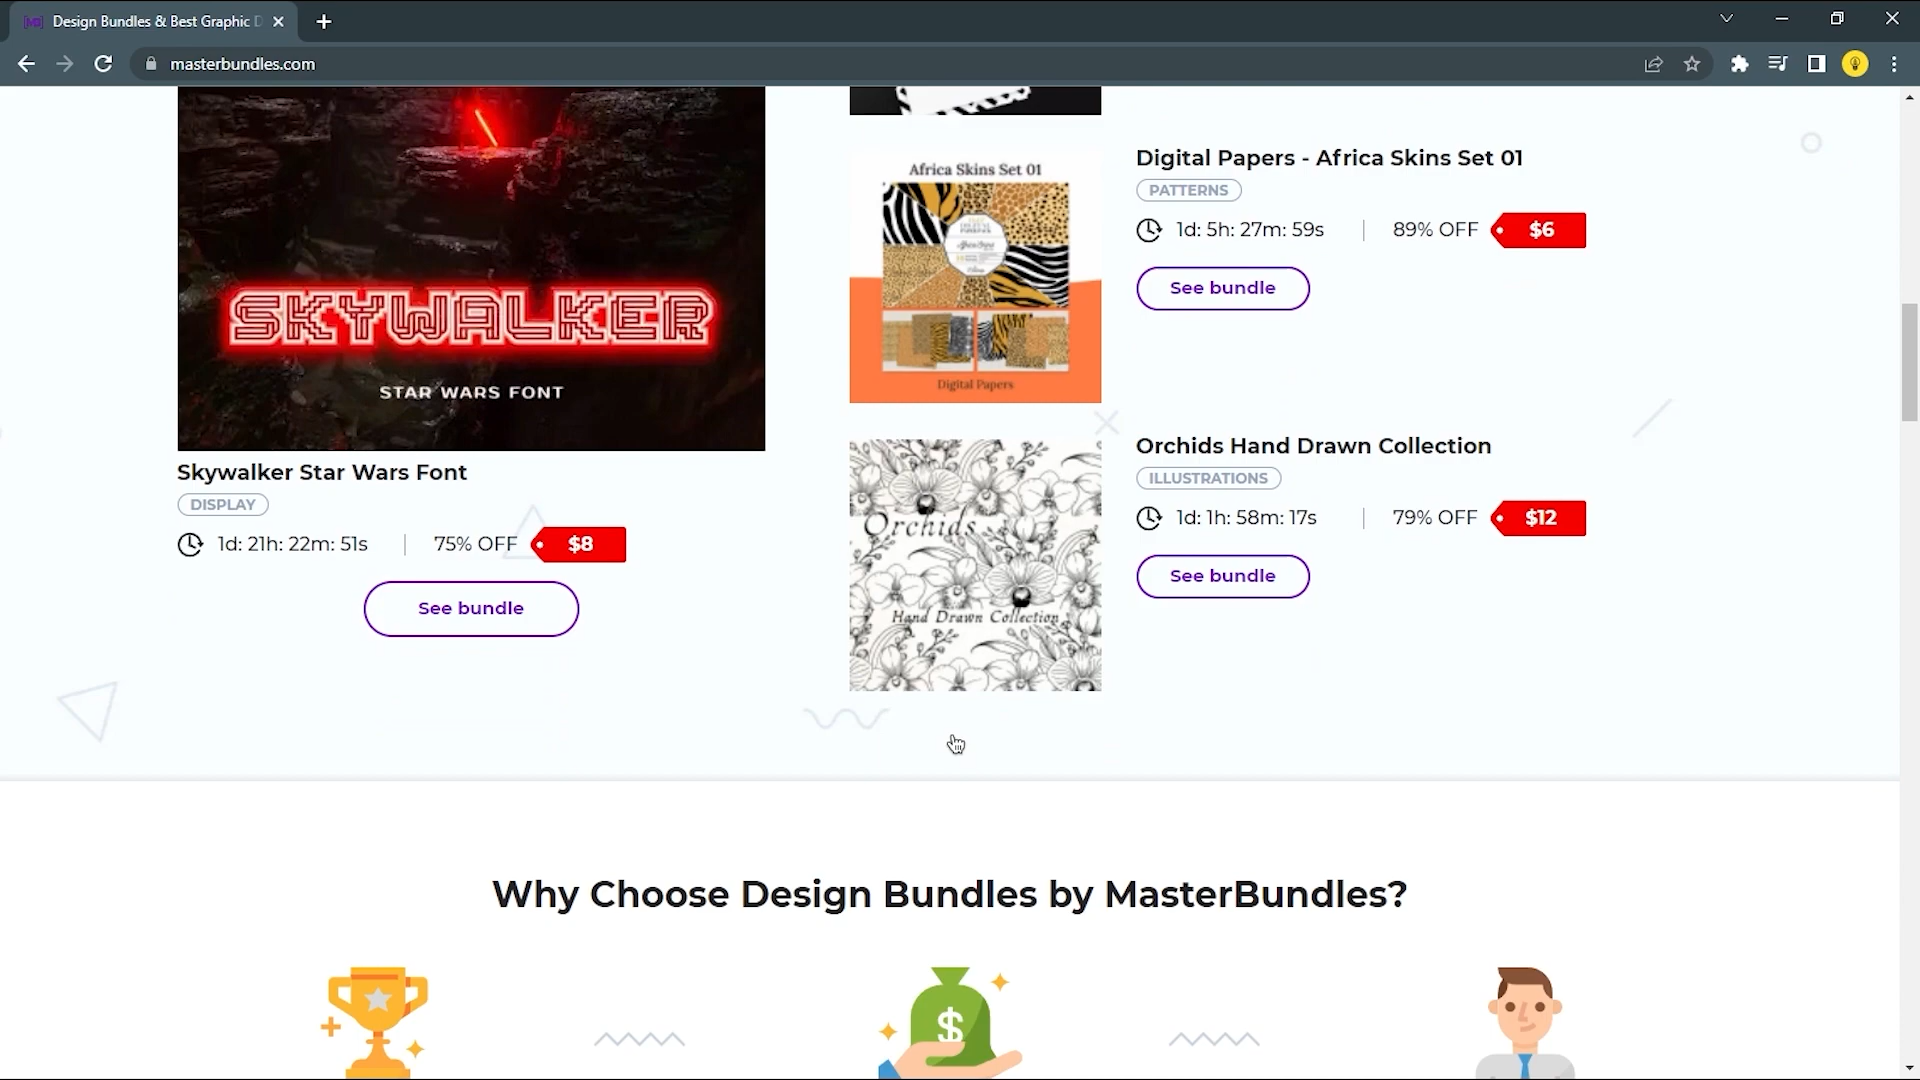 Design Bundles & Best Graphic D
masterbundles.com
SKYWALKER
STAR WARS FONT
Skywalker Star Wars Font
DISPLAY
1d: 21h: 22m: 51s
75% OFF
$8
See bundle
Africa Skins Set 01
Digital Papers
Digital Papers - Africa Skins Set 01
PATTERNS
1d: 5h: 27m: 59s
89% OFF
$6
See bundle
Orchids
Hand Drawn Collection
Orchids Hand Drawn Collection
ILLUSTRATIONS
1d: 1h: 58m: 17s
79% OFF
$12
See bundle
Why Choose Design Bundles by MasterBundles?
$